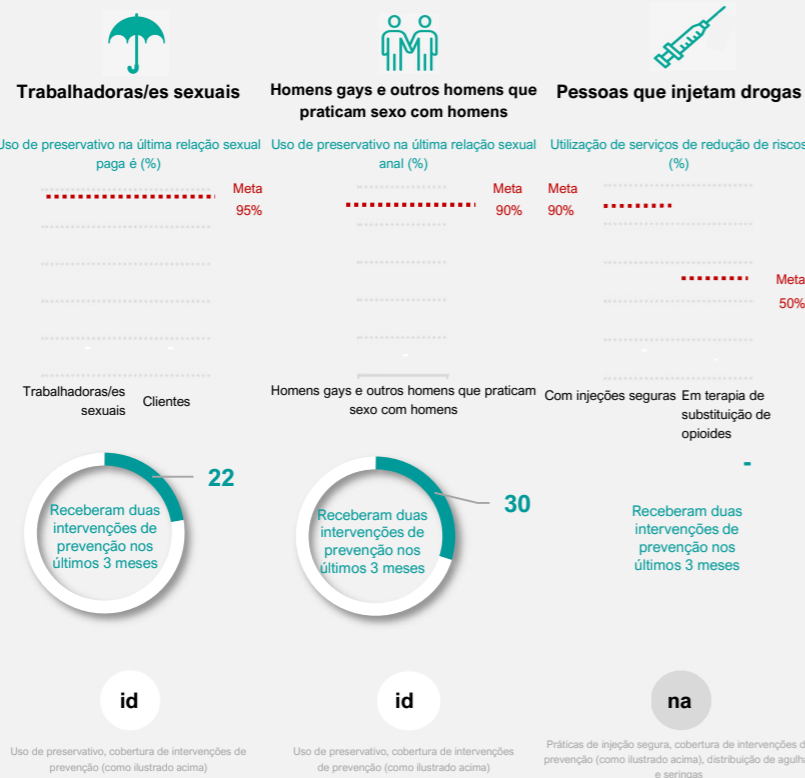 Trabalhadoras/es sexuais
Uso de preservativo na última relação sexual
paga é (%)
Meta
95%
Trabalhadoras/es
sexuais
Clientes
22
Receberam duas
intervenções de
prevenção nos
últimos 3 meses
id
Uso de preservativo, cobertura de intervenções de
prevenção (como ilustrado acima)
Homens gays e outros homens que
praticam sexo com homens
Uso de preservativo na última relação sexual
anal (%)
Meta
90%
Homens gays e outros homens que praticam
sexo com homens
30
Receberam duas
intervenções de
prevenção nos
últimos 3 meses
id
Uso de preservativo, cobertura de intervenções
de prevenção (como ilustrado acima)
Pessoas que injetam drogas
Utilização de serviços de redução de riscos
(%)
Meta
90%
Meta
50%
Com injeções seguras
Em terapia de
substituição de
opioides
-
Receberam duas
intervenções de
prevenção nos
últimos 3 meses
na
Práticas de injeção segura, cobertura de intervenções d
prevenção (como ilustrado acima), distribuição de agulha
e seringas